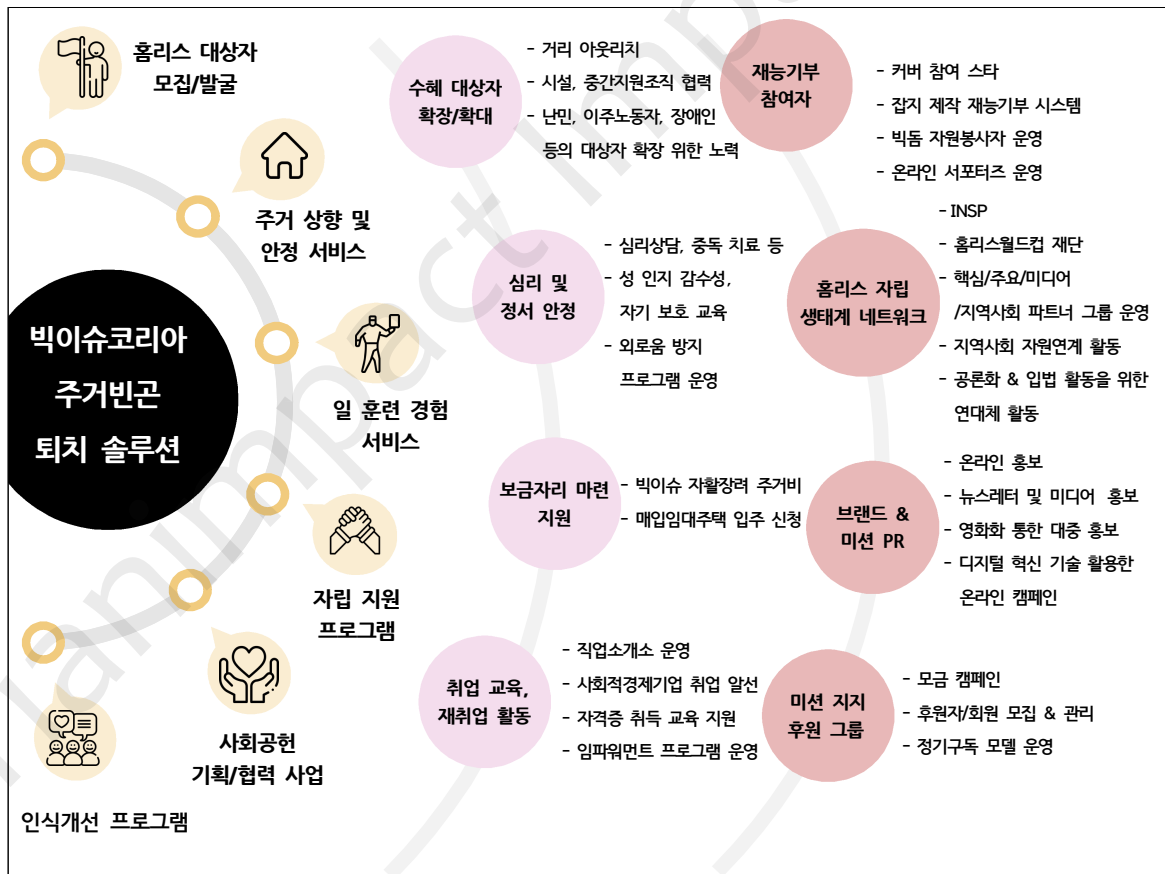 빅이슈코리아
주거빈곤
퇴치 솔루션
홈리스 대상자
모집/발굴
주거 상향 및
안정 서비스
일 훈련 경험
서비스
자립 지원
프로그램
사회공헌
기획/협력 사업
인식개선 프로그램
수혜 대상자
확장/확대
- 거리 아웃리치
- 시설, 중간지원조직 협력
- 난민, 이주노동자, 장애인
등의 대상자 확장 위한 노력
심리 및
정서 안정
- 심리상담, 중독 치료 등
- 성 인지 감수성,
자기 보호 교육
- 외로움 방지
프로그램 운영
보금자리 마련
지원
- 빅이슈 자활장려 주거비
- 매입임대주택 입주 신청
취업 교육,
재취업 활동
- 직업소개소 운영
- 사회적경제기업 취업 알선
- 자격증 취득 교육 지원
- 임파워먼트 프로그램 운영
재능기부
참여자
- 커버 참여 스타
- 잡지 제작 재능기부 시스템
- 빅돔 자원봉사자 운영
- 온라인 서포터즈 운영
홈리스 자립
생태계 네트워크
- INSP
- 홈리스월드컵 재단
- 핵심/주요/미디어
/지역사회 파트너 그룹 운영
- 지역사회 자원연계 활동
- 공론화 & 입법 활동을 위한
연대체 활동
브랜드 &
미션 PR
- 온라인 홍보
- 뉴스레터 및 미디어 홍보
- 영화화 통한 대중 홍보
- 디지털 혁신 기술 활용한
온라인 캠페인
미션 지지
후원 그룹
- 모금 캠페인
- 후원자/회원 모집 & 관리
- 정기구독 모델 운영